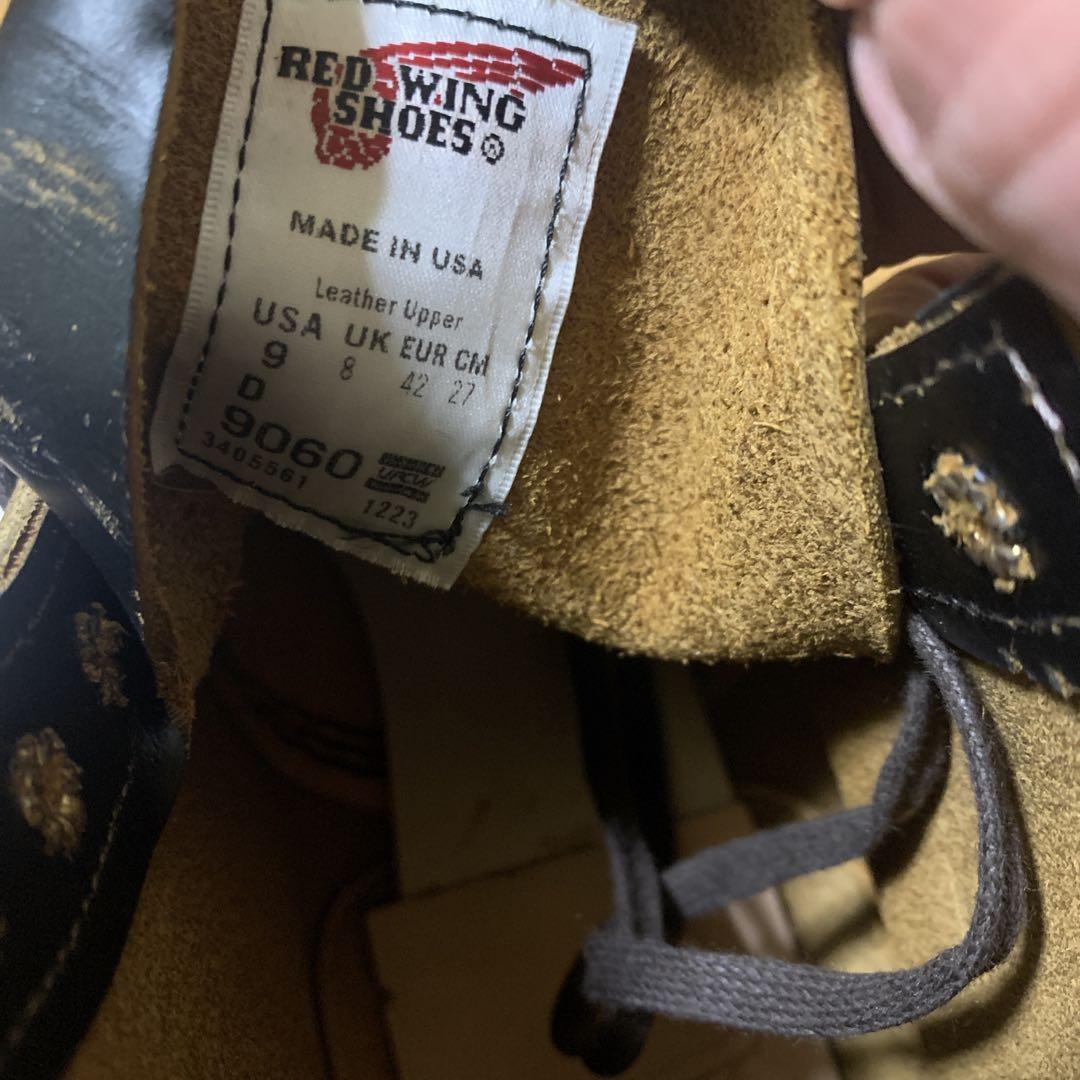 RED WING
SHOES®
MADE IN USA
Leather Upper
USA UK EUR CM
9 8 42 27
D
9060
3405561 UFCW
1223